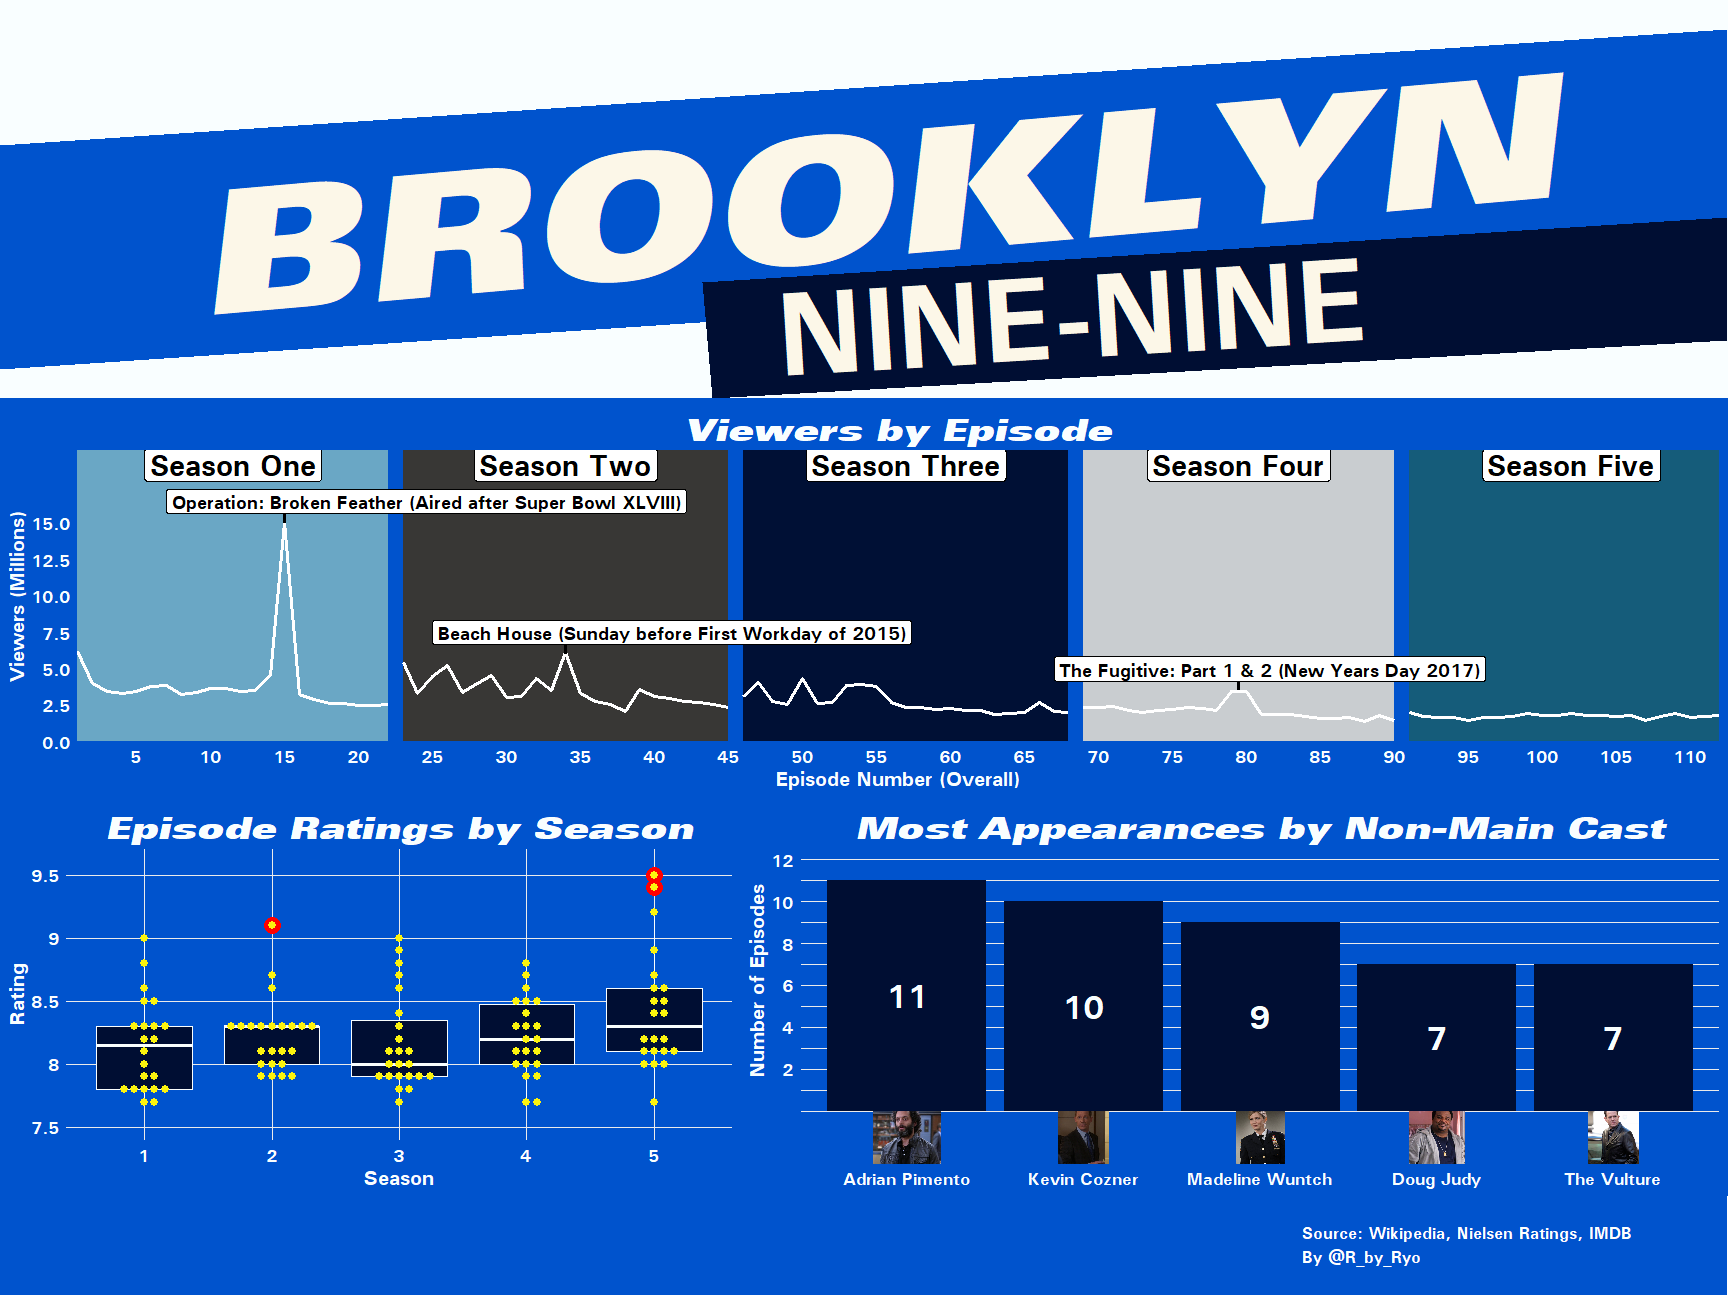 BROOKLYN
NINE-NINE
Viewers by Episode
Season One
Season Two
Season Three
Season Four
Season Five
Operation: Broken Feather (Aired after Super Bowl XLVIII)
Beach House (Sunday before First Workday of 2015)
The Fugitive: Part 1 & 2 (New Years Day 2017)
Viewers (Millions)
15.0
12.5
10.0
7.5
5.0
2.5
0.0
5 10 15 20 25 30 35 40 45 50 55 60 65 70 75 80 85 90 95 100 105 110
Episode Number (Overall)
Episode Ratings by Season
Rating
9.5
9
8.5
8
7.5
1 2 3 4 5
Season
Most Appearances by Non-Main Cast
Number of Episodes
12
10
8
6
4
2
11
10
9
7
7
Adrian Pimento
Kevin Cozner
Madeline Wuntch
Doug Judy
The Vulture
Source: Wikipedia, Nielsen Ratings, IMDB
By @R_by_Ryo